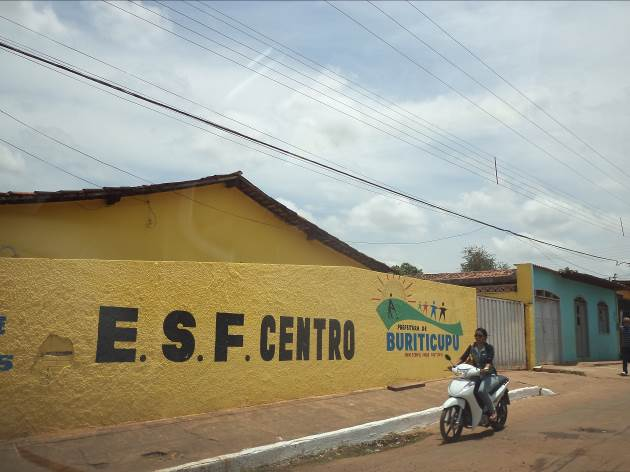 E.S.F. CENTRO
PREFEITURA DE
BURITICUPU